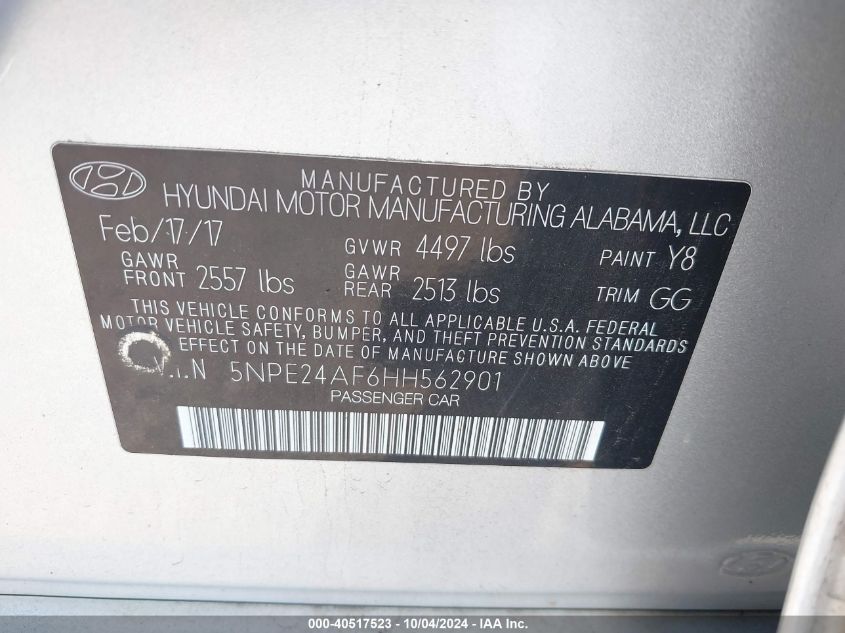 MANUFACTURED BY
HYUNDAI MOTOR MANUFACTURING ALABAMA, LLC
Feb/17/17 GVWR 4497 lbs PAINT Y8
GAWR FRONT 2557 lbs GAWR REAR 2513 lbs TRIM GG
THIS VEHICLE CONFORMS TO ALL APPLICABLE U.S.A. FEDERAL
MOTOR VEHICLE SAFETY, BUMPER, AND THEFT PREVENTION STANDARDS
EFFECT ON THE DATE OF MANUFACTURE SHOWN ABOVE
V.I.N 5NPE24AF6HH562901
PASSENGER CAR
000-40517523 - 10/04/2024 - IAA Inc.